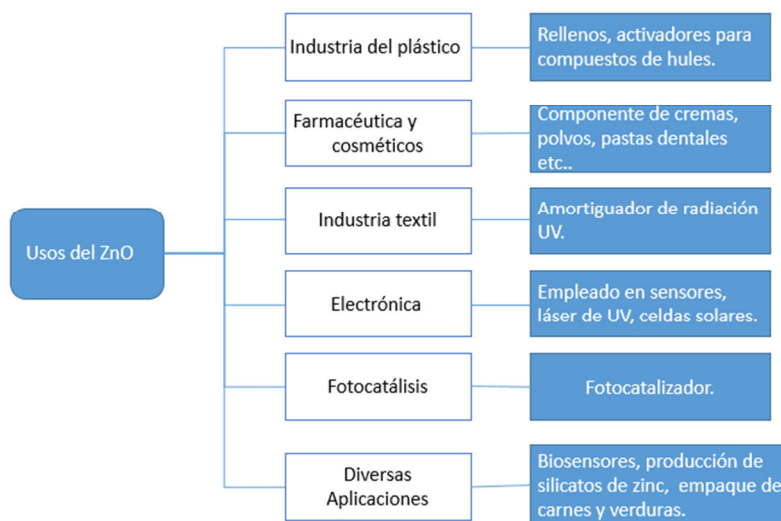 Usos del ZnO
Industria del plástico
Rellenos, activadores para
compuestos de hules.
Farmacéutica y
cosméticos
Componente de cremas,
polvos, pastas dentales
etc..
Industria textil
Amortiguador de radiación
UV.
Electrónica
Empleado en sensores,
láser de UV, celdas solares.
Fotocatálisis
Fotocatalizador.
Diversas
Aplicaciones
Biosensores, producción de
silicatos de zinc, empaque de
carnes y verduras.